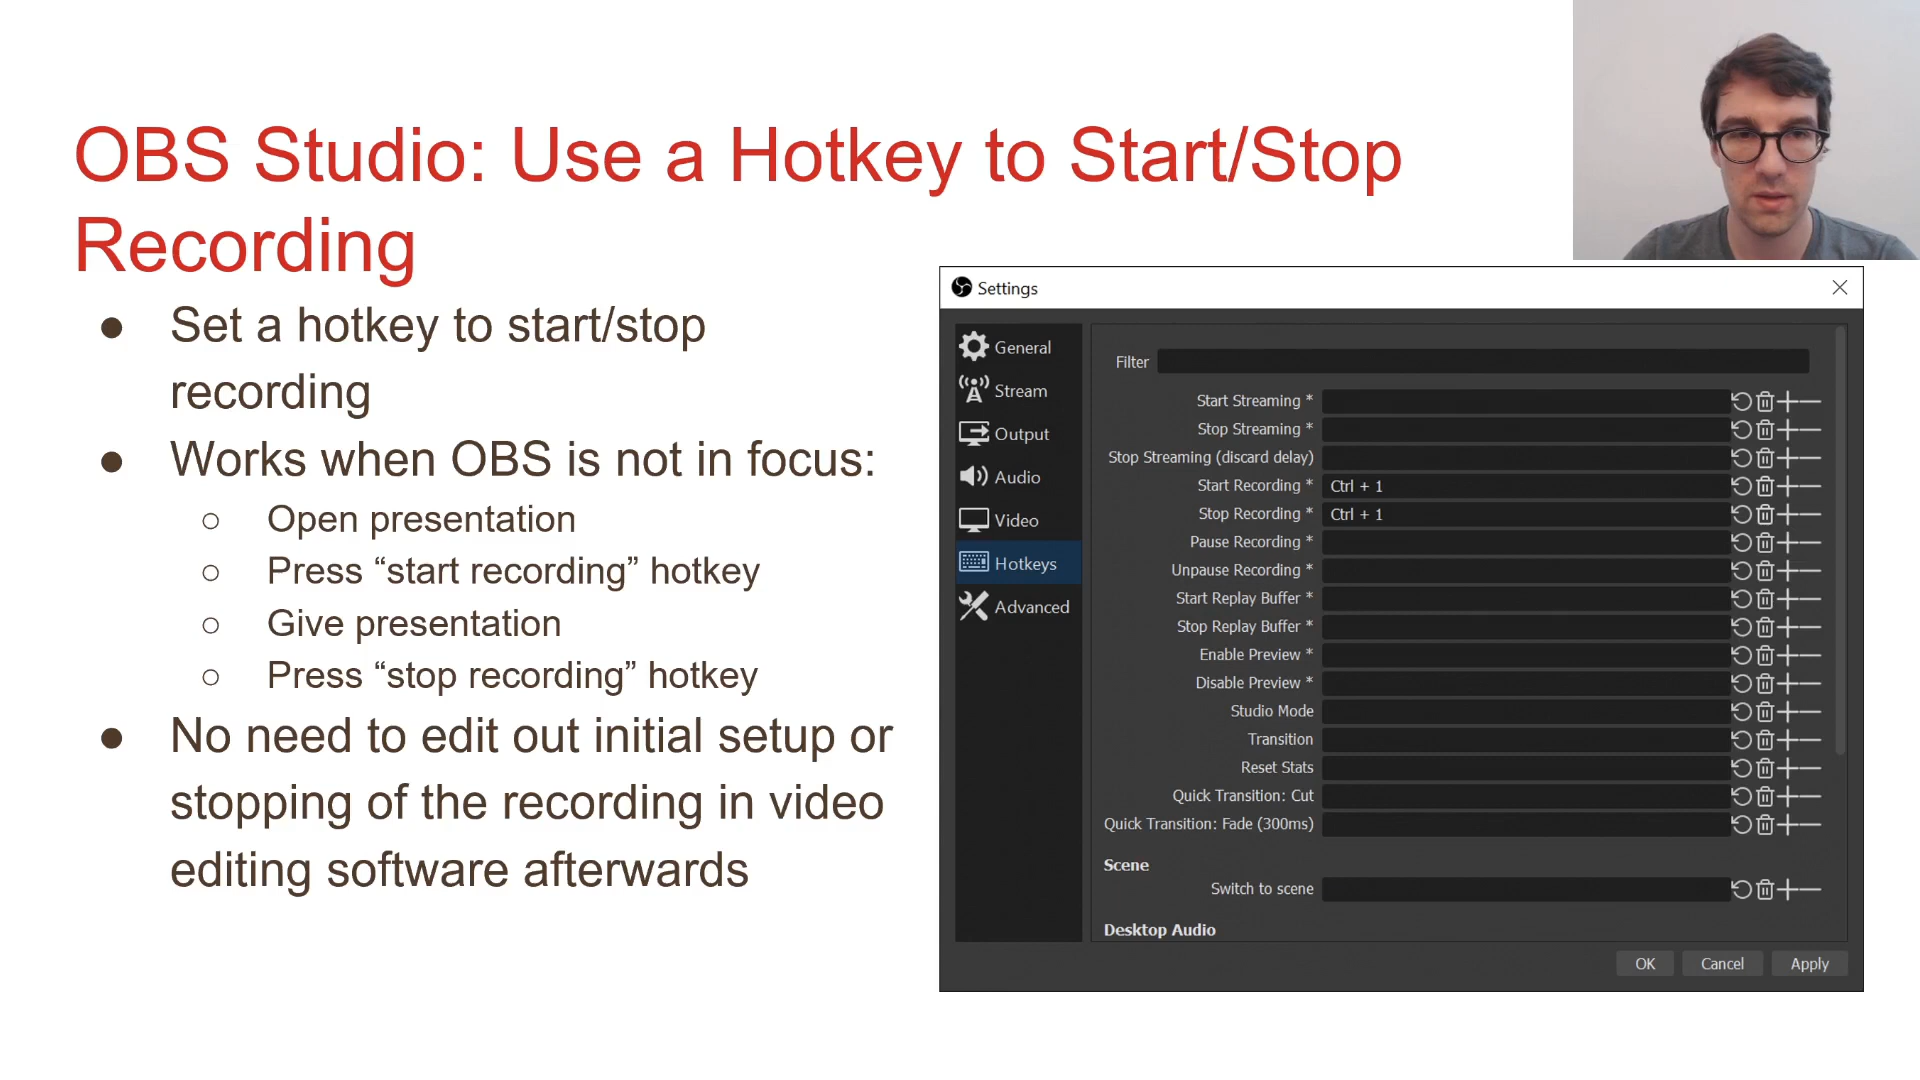 OBS Studio: Use a Hotkey to Start/Stop
Recording
● Set a hotkey to start/stop
recording
● Works when OBS is not in focus:
○ Open presentation
○ Press “start recording” hotkey
○ Give presentation
○ Press “stop recording” hotkey
● No need to edit out initial setup or
stopping of the recording in video
editing software afterwards
Settings
General
Stream
Output
Audio
Video
Hotkeys
Advanced
Filter
Start Streaming *
Stop Streaming *
Stop Streaming (discard delay)
Start Recording * Ctrl + 1
Stop Recording * Ctrl + 1
Pause Recording *
Unpause Recording *
Start Replay Buffer *
Stop Replay Buffer *
Enable Preview *
Disable Preview *
Studio Mode
Transition
Reset Stats
Quick Transition: Cut
Quick Transition: Fade (300ms)
Scene
Switch to scene
Desktop Audio
OK Cancel Apply